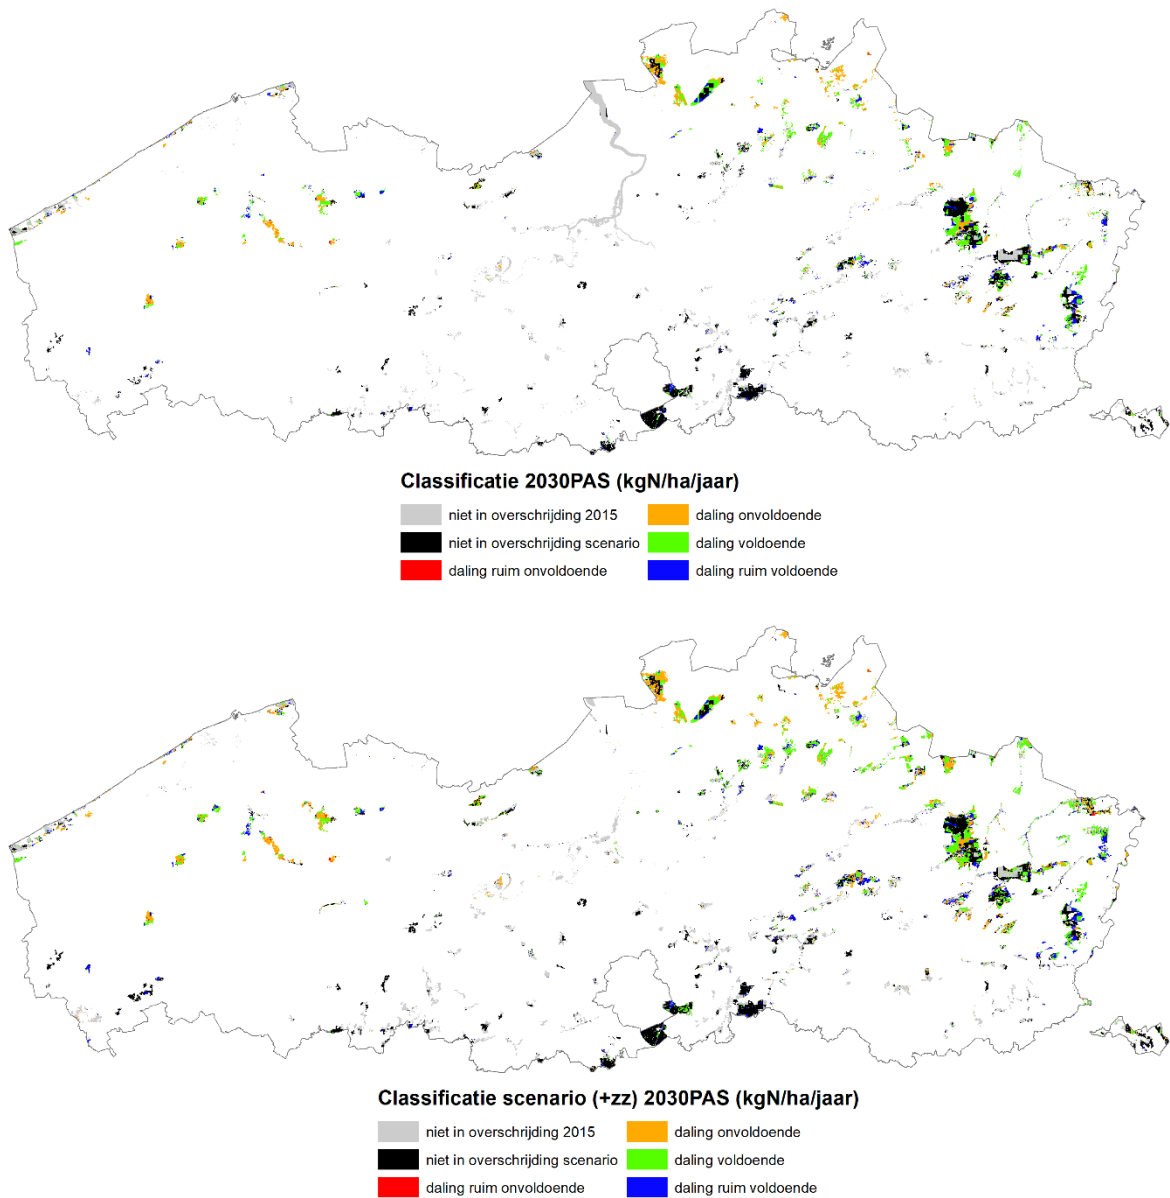 Classificatie 2030PAS (kgN/ha/jaar)
niet in overschrijding 2015 daling onvoldoende
niet in overschrijding scenario daling voldoende
daling ruim onvoldoende daling ruim voldoende
Classificatie scenario (+zz) 2030PAS (kgN/ha/jaar)
niet in overschrijding 2015 daling onvoldoende
niet in overschrijding scenario daling voldoende
daling ruim onvoldoende daling ruim voldoende